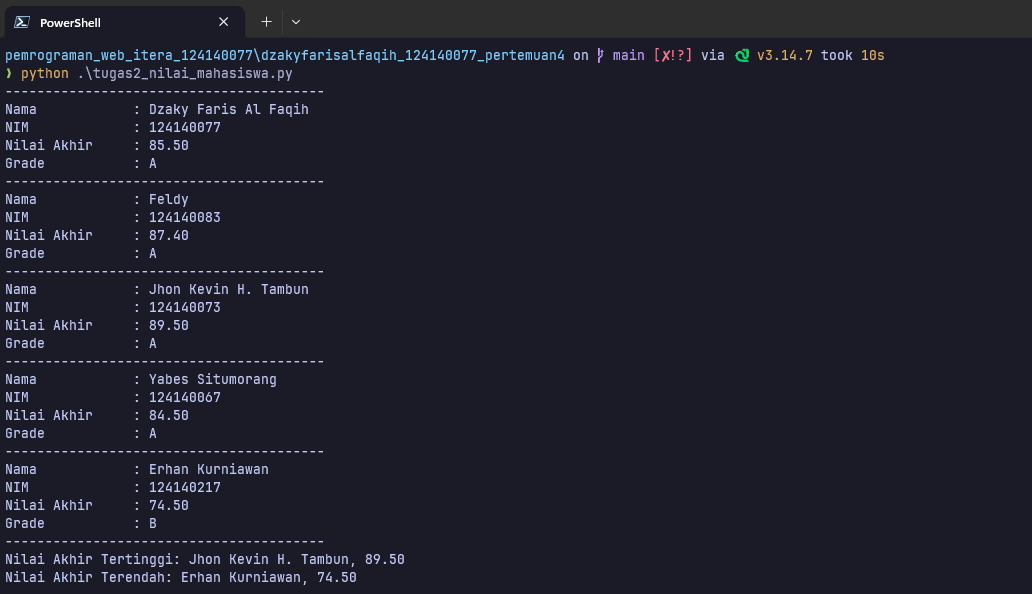 PowerShell
pemrograman_web_itera_124140077\dzakyfarisalfaqih_124140077_pertemuan4 on main [✘!?] via v3.14.7 took 10s
❯ python .\tugas2_nilai_mahasiswa.py
----------------------------------------
Nama            : Dzaky Faris Al Faqih
NIM             : 124140077
Nilai Akhir     : 85.50
Grade           : A
----------------------------------------
Nama            : Feldy
NIM             : 124140083
Nilai Akhir     : 87.40
Grade           : A
----------------------------------------
Nama            : Jhon Kevin H. Tambun
NIM             : 124140073
Nilai Akhir     : 89.50
Grade           : A
----------------------------------------
Nama            : Yabes Situmorang
NIM             : 124140067
Nilai Akhir     : 84.50
Grade           : A
----------------------------------------
Nama            : Erhan Kurniawan
NIM             : 124140217
Nilai Akhir     : 74.50
Grade           : B
----------------------------------------
Nilai Akhir Tertinggi: Jhon Kevin H. Tambun, 89.50
Nilai Akhir Terendah: Erhan Kurniawan, 74.50